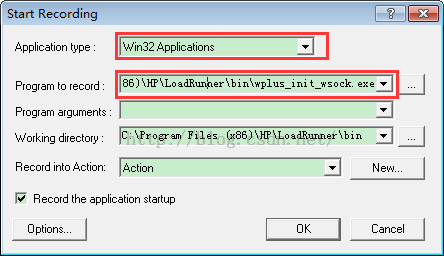 Start Recording
Application type : Win32 Applications
Program to record : 86)\HP\LoadRunner\bin\wplus_init_wsock.exe ...
Program arguments :
Working directory : C:\Program Files (x86)\HP\LoadRunner\bin ...
http://blog.csdn.net/
Record into Action: Action New...
Record the application startup
Options... OK Cancel